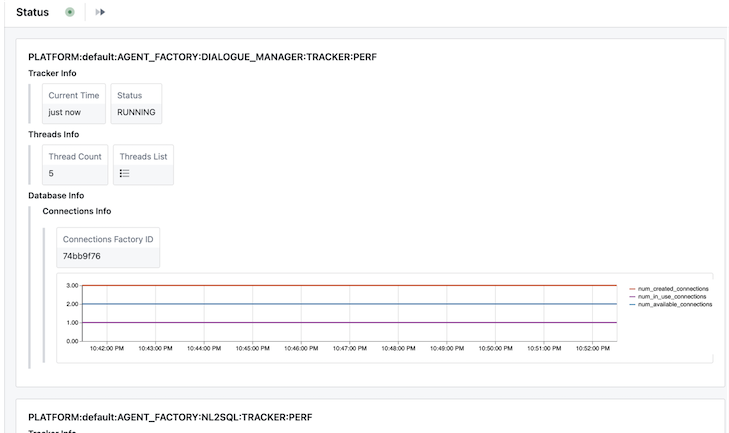 Status
PLATFORM:default:AGENT_FACTORY:DIALOGUE_MANAGER:TRACKER:PERF
Tracker Info
Current Time
just now
Status
RUNNING
Threads Info
Thread Count
5
Threads List
Database Info
Connections Info
Connections Factory ID
74bb9f76
3.00
2.00
1.00
0.00
10:42:00 PM 10:43:00 PM 10:44:00 PM 10:45:00 PM 10:46:00 PM 10:47:00 PM 10:48:00 PM 10:49:00 PM 10:50:00 PM 10:51:00 PM 10:52:00 PM
num_created_connections
num_in_use_connections
num_available_connections
PLATFORM:default:AGENT_FACTORY:NL2SQL:TRACKER:PERF
Tracker Info